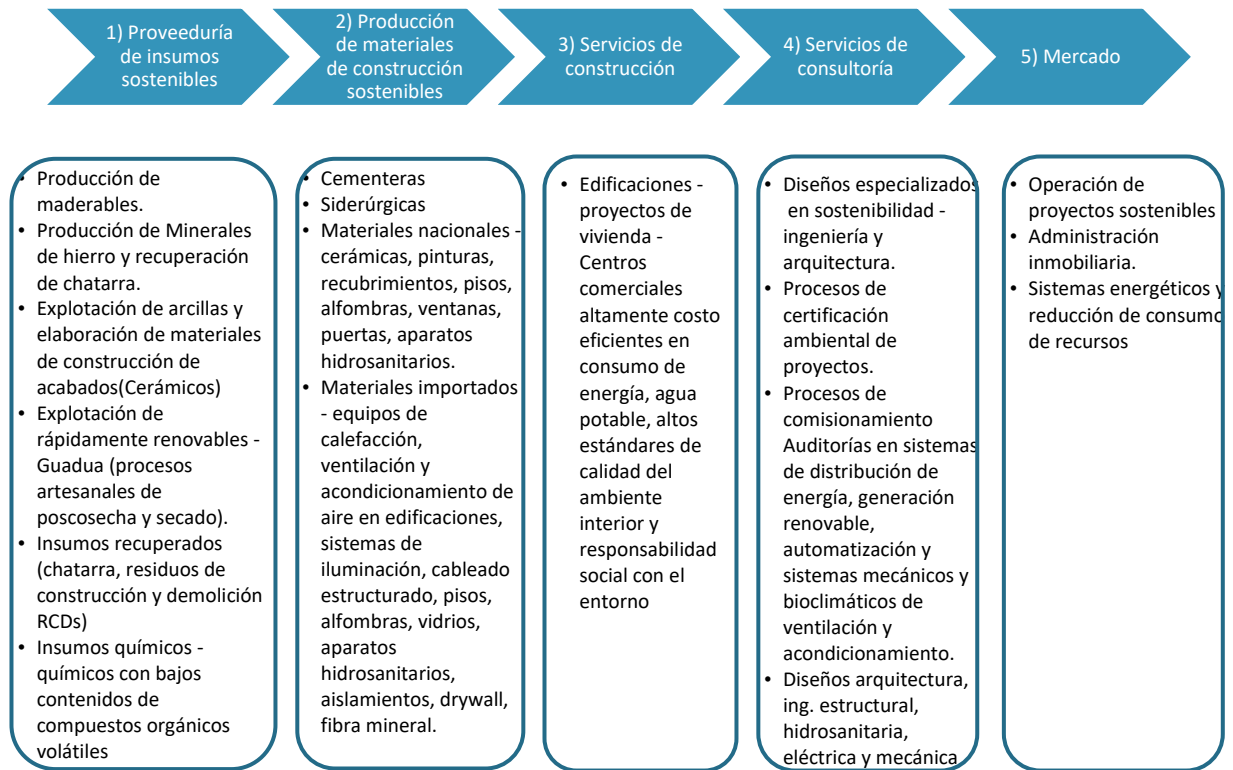 1) Proveeduría
de insumos
sostenibles
2) Producción
de materiales
de construcción
sostenibles
3) Servicios de
construcción
4) Servicios de
consultoría
5) Mercado
• Producción de
maderables.
• Producción de Minerales
de hierro y recuperación
de chatarra.
• Explotación de arcillas y
elaboración de materiales
de construcción de
acabados(Cerámicos)
• Explotación de
rápidamente renovables -
Guadua (procesos
artesanales de
poscosecha y secado).
• Insumos recuperados
(chatarra, residuos de
construcción y demolición
RCDs)
• Insumos químicos -
químicos con bajos
contenidos de
compuestos orgánicos
volátiles
• Cementeras
• Siderúrgicas
• Materiales nacionales -
cerámicas, pinturas,
recubrimientos, pisos,
alfombras, ventanas,
puertas, aparatos
hidrosanitarios.
• Materiales importados
- equipos de
calefacción,
ventilación y
acondicionamiento de
aire en edificaciones,
sistemas de
iluminación, cableado
estructurado, pisos,
alfombras, vidrios,
aparatos
hidrosanitarios,
aislamientos, drywall,
fibra mineral.
• Edificaciones -
proyectos de
vivienda -
Centros
comerciales
altamente costo
eficientes en
consumo de
energía, agua
potable, altos
estándares de
calidad del
ambiente
interior y
responsabilidad
social con el
entorno
• Diseños especializados
en sostenibilidad -
ingeniería y
arquitectura.
• Procesos de
certificación
ambiental de
proyectos.
• Procesos de
comisionamiento
Auditorías en sistemas
de distribución de
energía, generación
renovable,
automatización y
sistemas mecánicos y
bioclimáticos de
ventilación y
acondicionamiento.
• Diseños arquitectura,
ing. estructural,
hidrosanitaria,
eléctrica y mecánica
• Operación de
proyectos sostenibles
• Administración
inmobiliaria.
• Sistemas energéticos y
reducción de consumo
de recursos